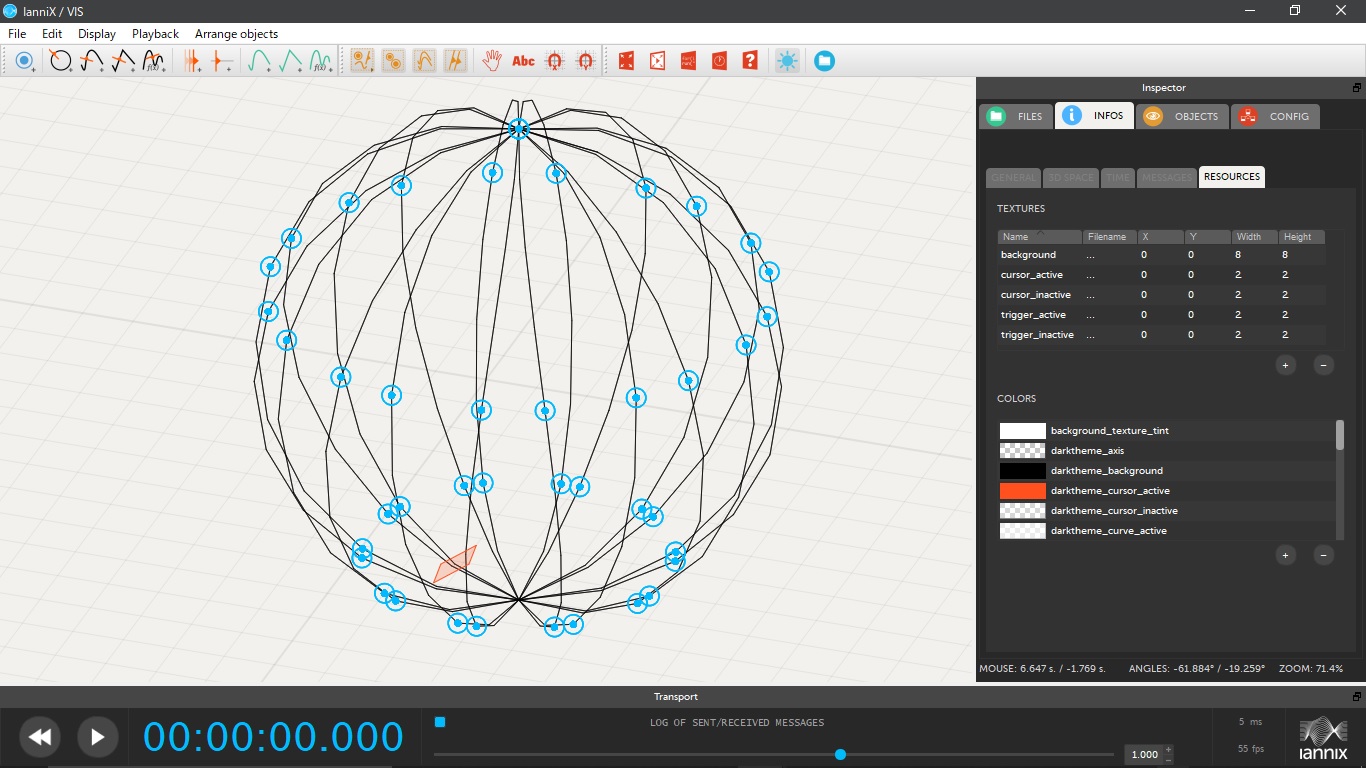 IanniX / VIS
File Edit Display Playback Arrange objects
f(x) f(x) Abc ?
Inspector
FILES INFOS OBJECTS CONFIG
GENERAL 3D SPACE TIME MESSAGES RESOURCES
TEXTURES
Name Filename X Y Width Height
background ... 0 0 8 8
cursor_active ... 0 0 2 2
cursor_inactive ... 0 0 2 2
trigger_active ... 0 0 2 2
trigger_inactive ... 0 0 2 2
+ −
COLORS
background_texture_tint
darktheme_axis
darktheme_background
darktheme_cursor_active
darktheme_cursor_inactive
darktheme_curve_active
+ −
MOUSE: 6.647 s. / -1.769 s. ANGLES: -61.884° / -19.259° ZOOM: 71.4%
Transport
00:00:00.000
LOG OF SENT/RECEIVED MESSAGES
1.000
5 ms
55 fps
ianniX